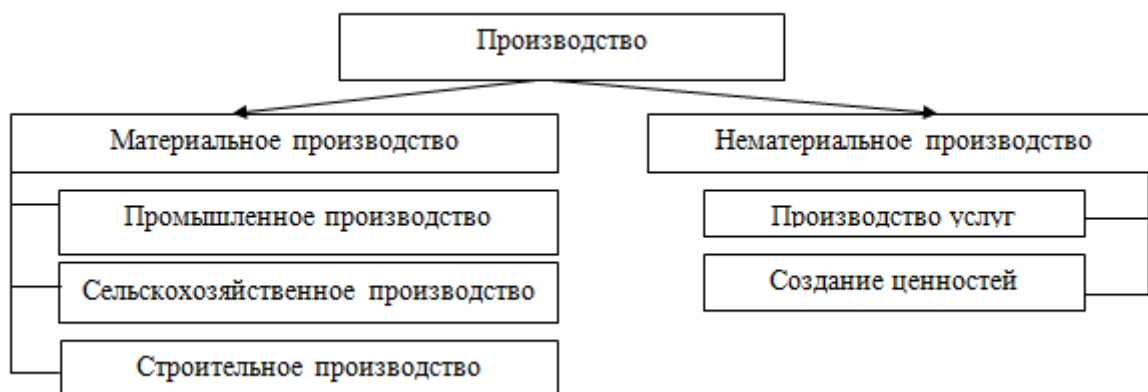 Производство
Материальное производство
Нематериальное производство
Промышленное производство
Производство услуг
Сельскохозяйственное производство
Создание ценностей
Строительное производство